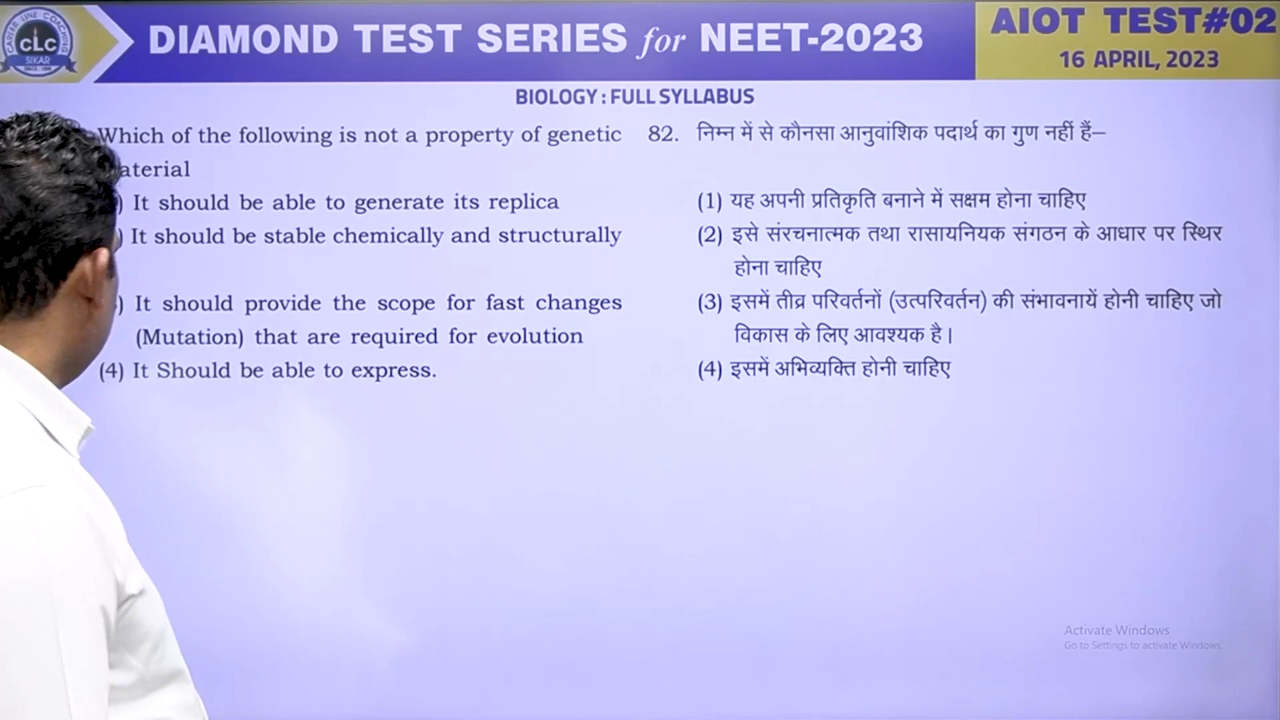 CAREER LINE COACHING
CLC
SIKAR
DIAMOND TEST SERIES for NEET-2023
AIOT TEST#02
16 APRIL, 2023
BIOLOGY : FULL SYLLABUS
Which of the following is not a property of genetic
aterial
) It should be able to generate its replica
) It should be stable chemically and structurally
) It should provide the scope for fast changes
(Mutation) that are required for evolution
(4) It Should be able to express.
82. निम्न में से कौनसा आनुवांशिक पदार्थ का गुण नहीं हैं–
(1) यह अपनी प्रतिकृति बनाने में सक्षम होना चाहिए
(2) इसे संरचनात्मक तथा रासायनियक संगठन के आधार पर स्थिर
होना चाहिए
(3) इसमें तीव्र परिवर्तनों (उत्परिवर्तन) की संभावनायें होनी चाहिए जो
विकास के लिए आवश्यक है।
(4) इसमें अभिव्यक्ति होनी चाहिए
Activate Windows
Go to Settings to activate Windows.